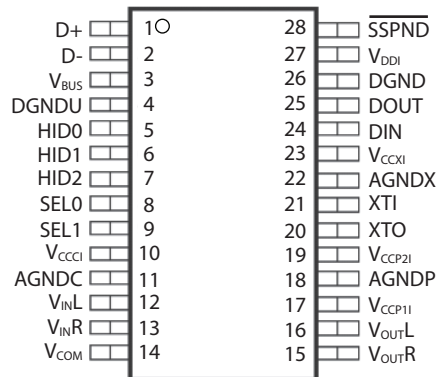 D+ 1 28 SSPND
D- 2 27 VDDI
VBUS 3 26 DGND
DGNDU 4 25 DOUT
HID0 5 24 DIN
HID1 6 23 VCCXI
HID2 7 22 AGNDX
SEL0 8 21 XTI
SEL1 9 20 XTO
VCCCI 10 19 VCCP2I
AGNDC 11 18 AGNDP
VINL 12 17 VCCP1I
VINR 13 16 VOUTL
VCOM 14 15 VOUTR